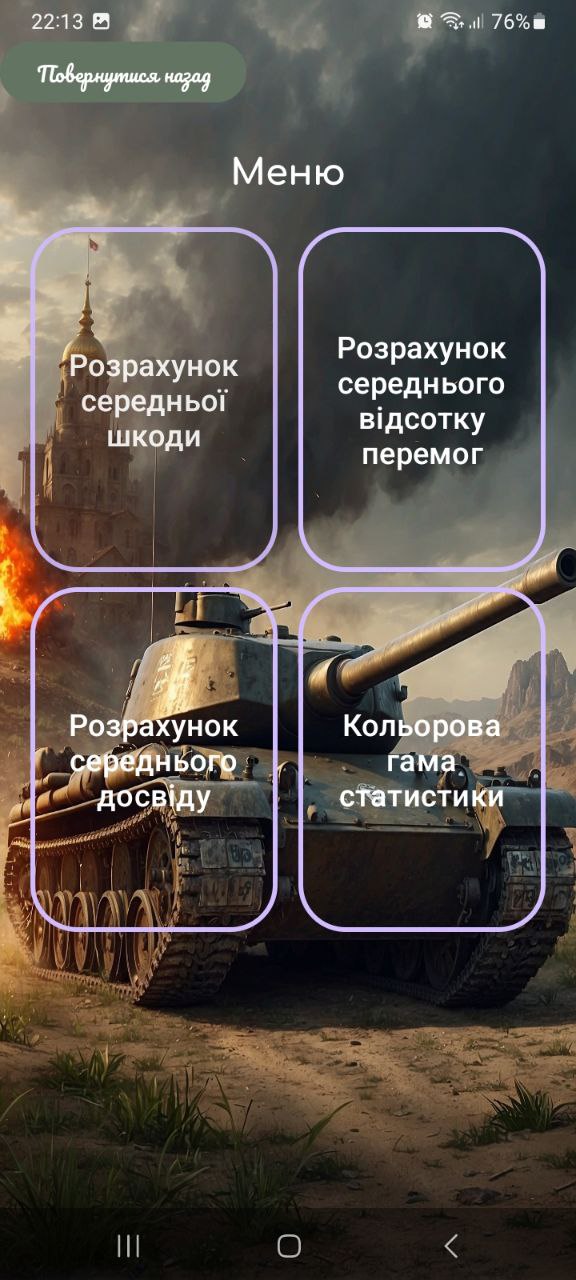 22:13
76%
Повернутися назад
Меню
Розрахунок
середньої
шкоди
Розрахунок
середнього
відсотку
перемог
Розрахунок
середнього
досвіду
Кольорова
гама
статистики